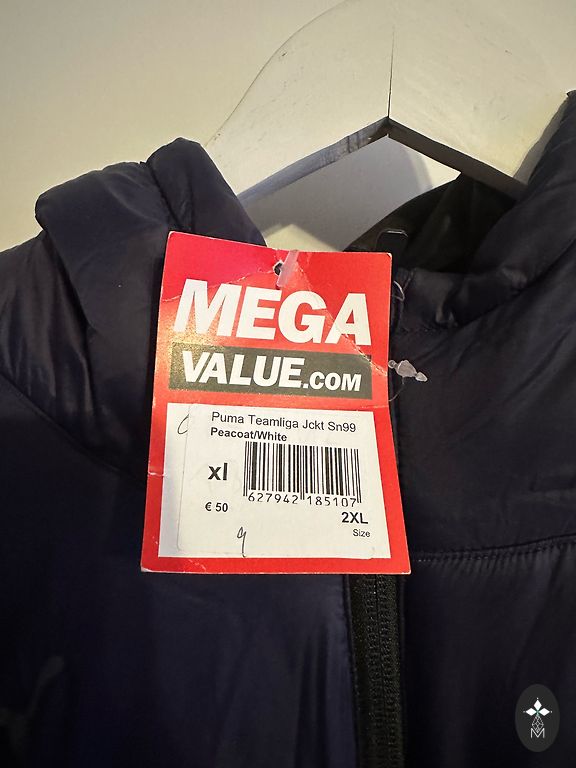 MEGA
VALUE.COM
Puma Teamliga Jckt Sn99
Peacoat/White
xl
627942 185107
€ 50
2XL
Size
M